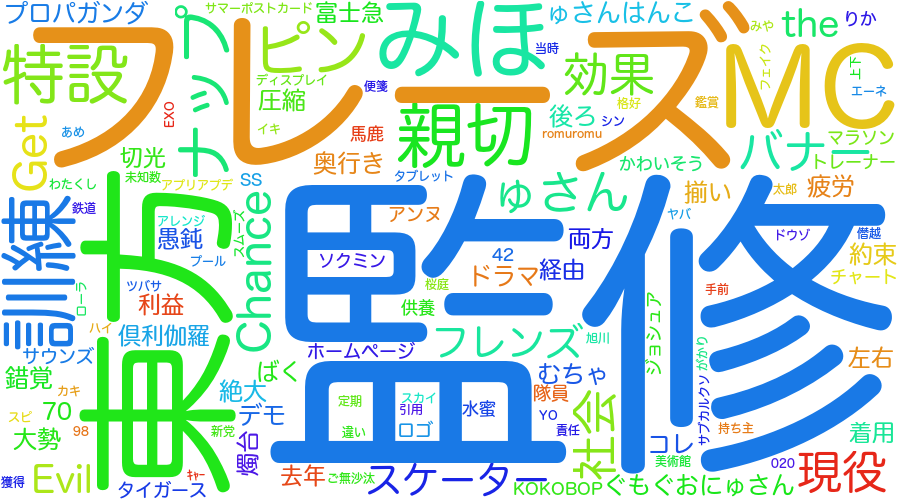 プロパガンダ
サマーポストカード
富士急
みほ
ゅさんはんこ
the
りか
フレーズ
ナップ
ピン
特設
ディスプレイ
圧縮
便箋
当時
効果
MC
みや
フェイク
上下
エーネ
鑑賞
格好
Get
あめ
EXO
イキ
馬鹿
親切
後ろ
シン
romuromu
バナー
マラソン
トレーナー
切光
未知数
アプリアプデ
奥行き
タブレット
かわいそう
わたくし
鉄道
SS
ゅさん
揃い
太郎
疲労
訓練
東方
アレンジ
愚鈍
スムーズ
プール
Chance
監修
アンヌ
ソクミン
42
両方
ヤバ
ドウゾ
僭越
ドラマ
経由
桜庭
約束
チャート
手前
ツバサ
利益
ローラ
ハイ
倶利伽羅
供養
フレンズ
旭川
ジョシュア
がかり
サウンズ
ホームページ
左右
錯覚
カキ
絶大
ばく
むちゃ
サブカルクソ
70
スピ
98
デモ
定期
スカイ
引用
水蜜
隊員
YO
社会
持ち主
大勢
新党
違い
ロゴ
責任
コレ
着用
燭台
美術館
020
獲得
Evil
タイガース
ｷｬｰ
去年
ご無沙汰
スケーター
KOKOBOP
ぐもぐおにゅさん
現役